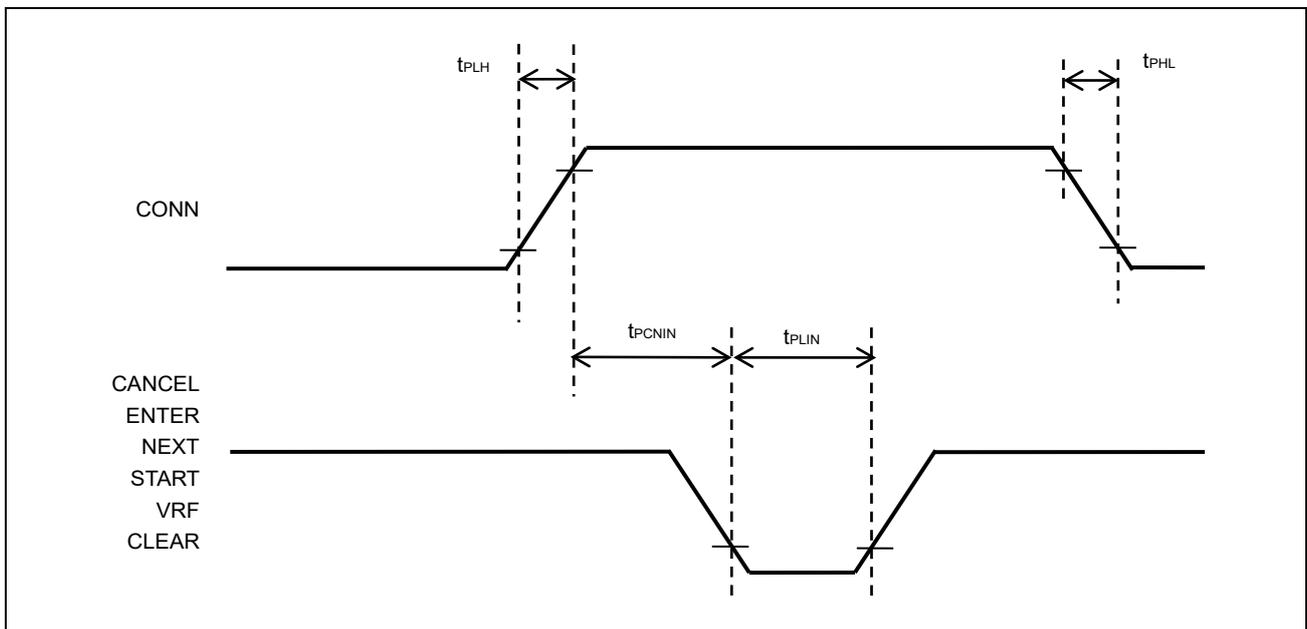 tPLH
tPHL
CONN
tPCNIN
tPLIN
CANCEL
ENTER
NEXT
START
VRF
CLEAR